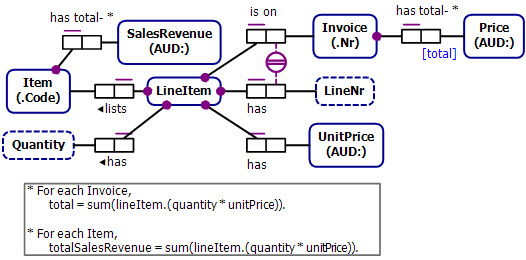 has total- *
is on
has total- *
SalesRevenue
(AUD:)
Invoice
(.Nr)
Price
(AUD:)
[total]
Item
(.Code)
◄lists
LineItem
has
LineNr
Quantity
◄has
has
UnitPrice
(AUD:)
* For each Invoice,
total = sum(lineItem.(quantity * unitPrice)).
* For each Item,
totalSalesRevenue = sum(lineItem.(quantity * unitPrice)).